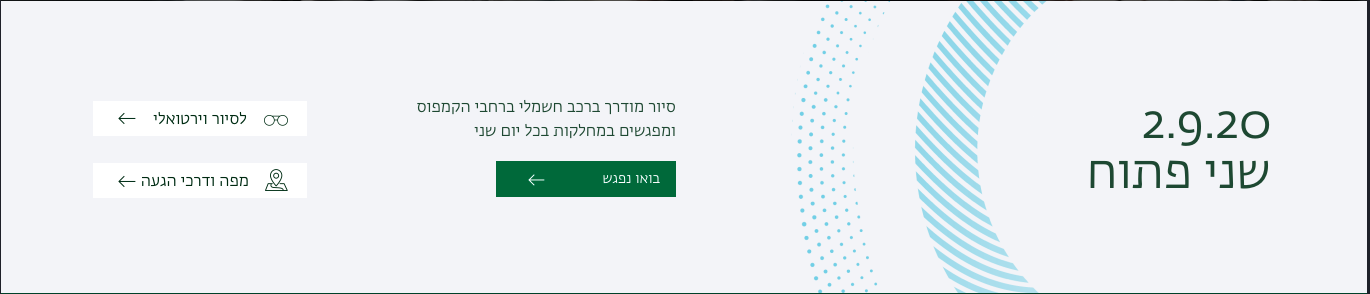 2.9.20
שני פתוח
סיור מודרך ברכב חשמלי ברחבי הקמפוס
ומפגשים במחלקות בכל יום שני
בואו נפגש
לסיור וירטואלי
מפה ודרכי הגעה